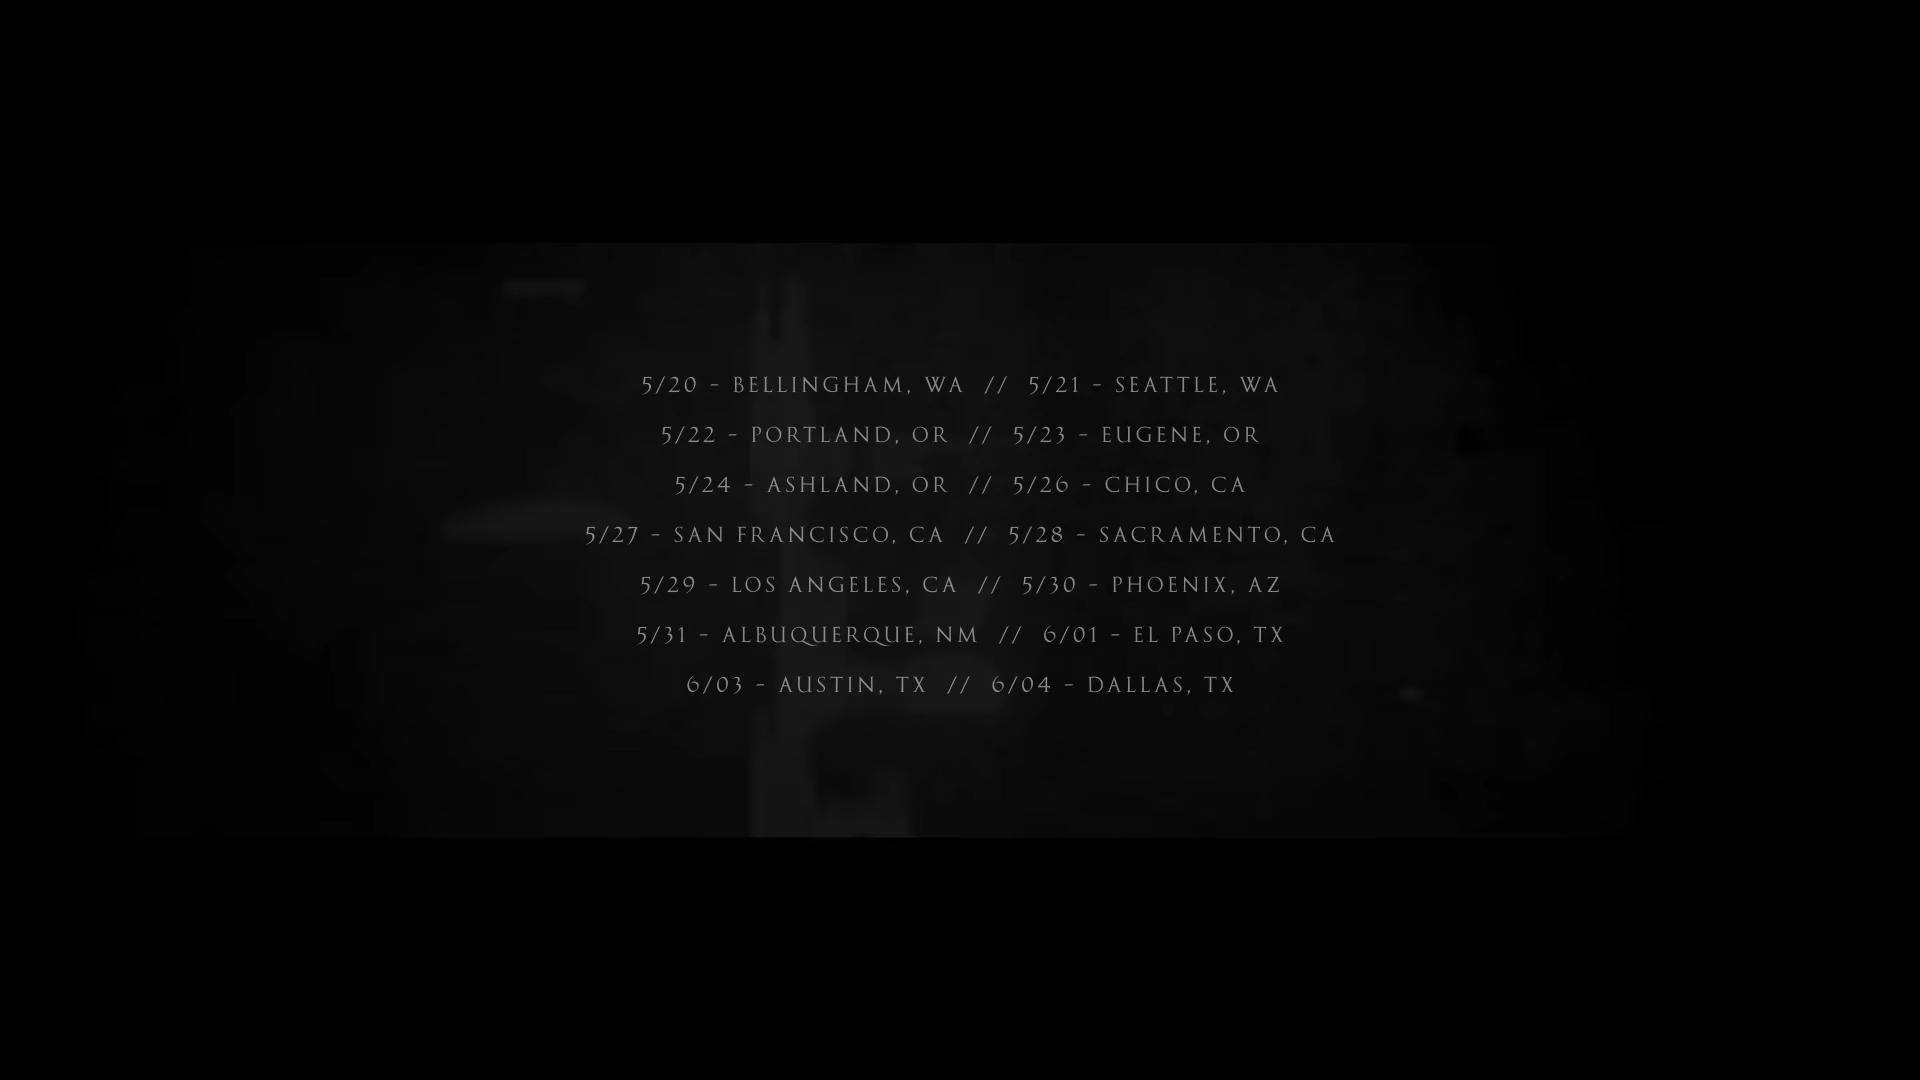 5/20 - BELLINGHAM, WA // 5/21 - SEATTLE, WA
5/22 - PORTLAND, OR // 5/23 - EUGENE, OR
5/24 - ASHLAND, OR // 5/26 - CHICO, CA
5/27 - SAN FRANCISCO, CA // 5/28 - SACRAMENTO, CA
5/29 - LOS ANGELES, CA // 5/30 - PHOENIX, AZ
5/31 - ALBUQUERQUE, NM // 6/01 - EL PASO, TX
6/03 - AUSTIN, TX // 6/04 - DALLAS, TX